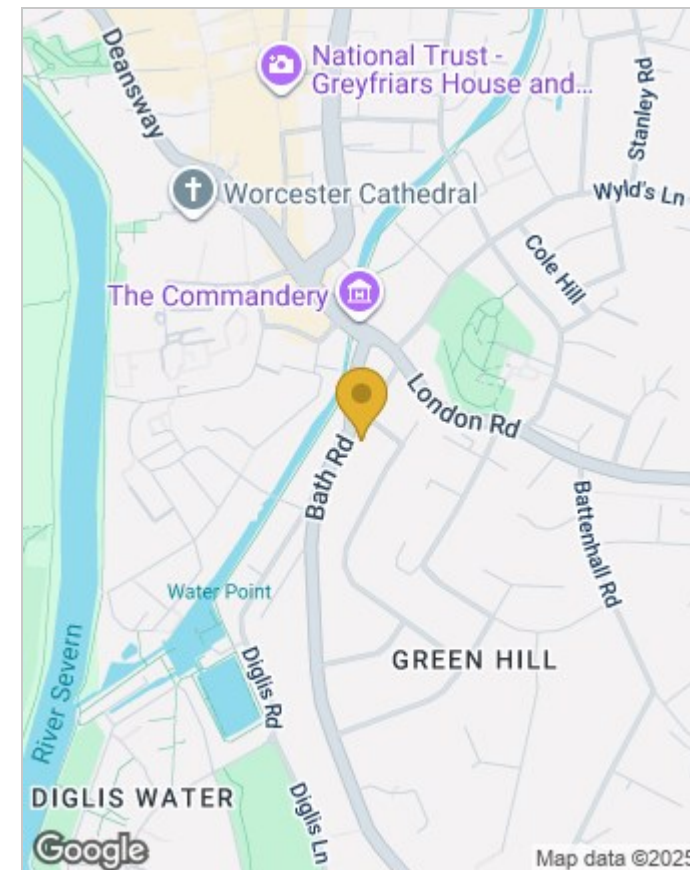 Deansway
National Trust -
Greyfriars House and...
Stanley Rd
Worcester Cathedral
Wyld's Ln
Cole Hill
The Commandery
London Rd
Bath Rd
Battenhall Rd
Water Point
GREEN HILL
Diglis Rd
River Severn
DIGLIS WATER
Diglis Ln
Google
Map data ©2025